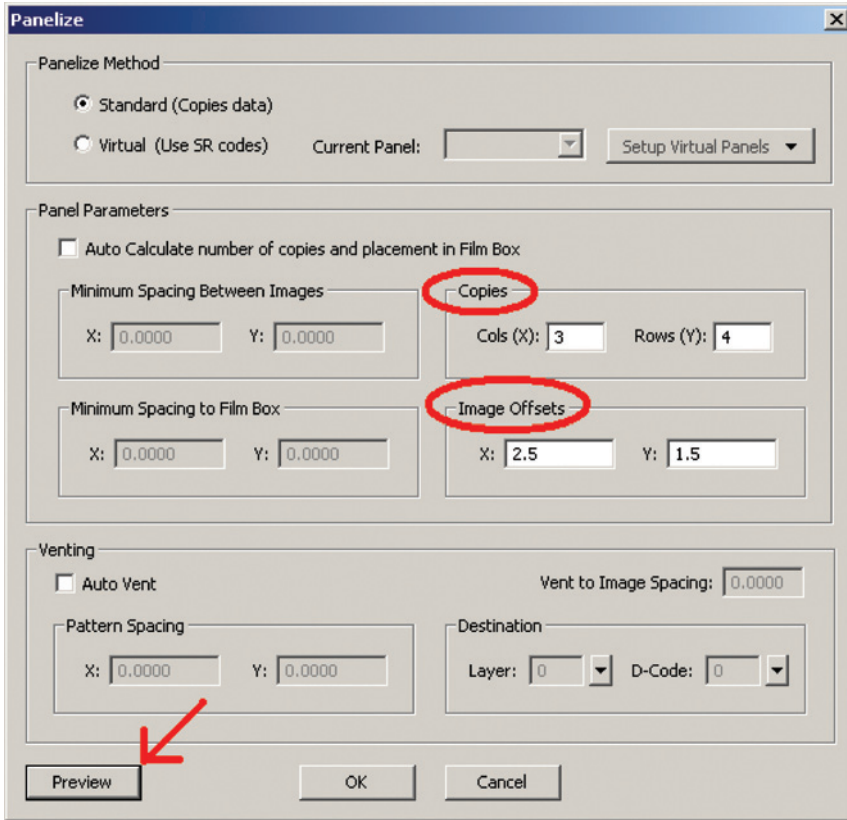 Panelize
Panelize Method
Standard (Copies data)
Virtual (Use SR codes) Current Panel: Setup Virtual Panels
Panel Parameters
Auto Calculate number of copies and placement in Film Box
Minimum Spacing Between Images
X: 0.0000 Y: 0.0000
Copies
Cols (X): 3 Rows (Y): 4
Minimum Spacing to Film Box
X: 0.0000 Y: 0.0000
Image Offsets
X: 2.5 Y: 1.5
Venting
Auto Vent Vent to Image Spacing: 0.0000
Pattern Spacing
X: 0.0000 Y: 0.0000
Destination
Layer: 0 D-Code: 0
Preview OK Cancel